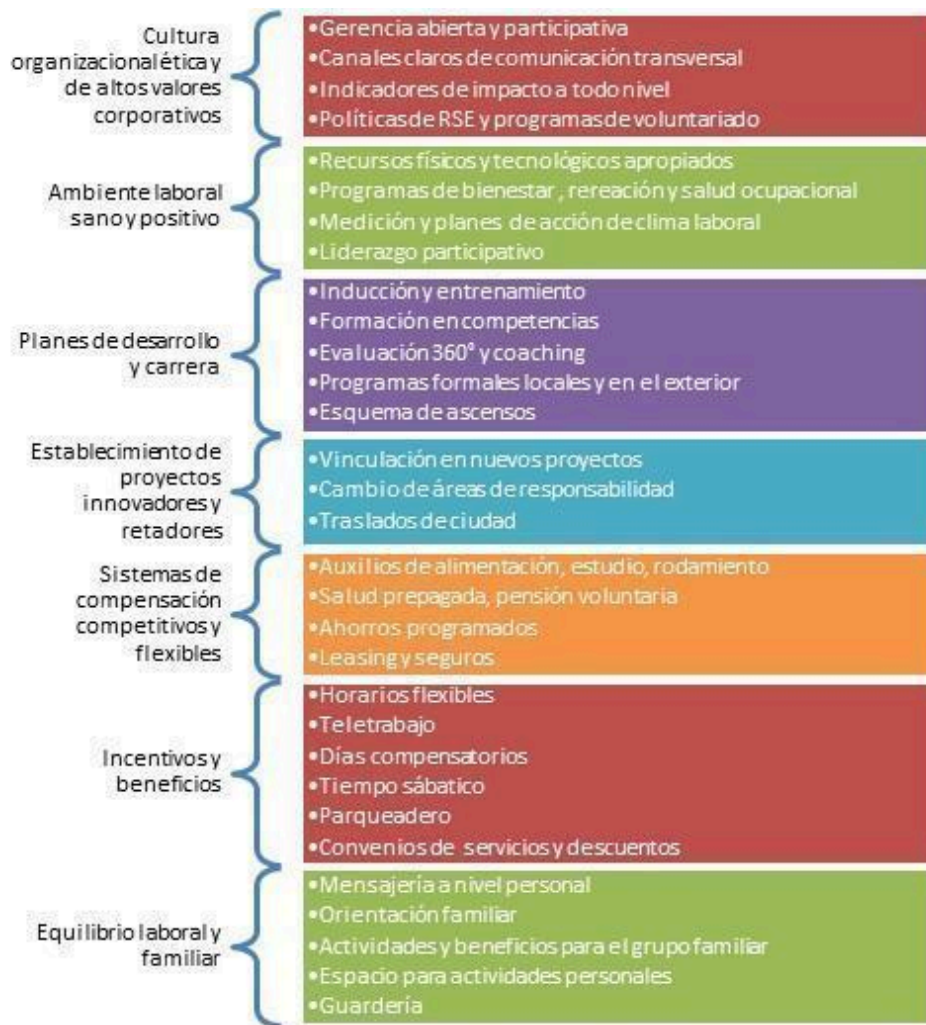 Cultura
organizacional ética y
de altos valores
corporativos
•Gerencia abierta y participativa
•Canales claros de comunicación transversal
•Indicadores de impacto a todo nivel
•Políticas de RSE y programas de voluntariado
Ambiente laboral
sano y positivo
•Recursos físicos y tecnológicos apropiados
•Programas de bienestar , rereación y salud ocupacional
•Medición y planes de acción de clima laboral
•Liderazgo participativo
Planes de desarrollo
y carrera
•Inducción y entrenamiento
•Formación en competencias
•Evaluación 360° y coaching
•Programas formales locales y en el exterior
•Esquema de ascensos
Establecimiento de
proyectos
innovadores y
retadores
•Vinculación en nuevos proyectos
•Cambio de áreas de responsabilidad
•Traslados de ciudad
Sistemas de
compensación
competitivos y
flexibles
•Auxilios de alimentación, estudio, rodamiento
•Salud prepagada, pensión voluntaria
•Ahorros programados
•Leasing y seguros
Incentivos y
beneficios
•Horarios flexibles
•Teletrabajo
•Días compensatorios
•Tiempo sábatico
•Parqueadero
•Convenios de servicios y descuentos
Equilibrio laboral y
familiar
•Mensajería a nivel personal
•Orientación familiar
•Actividades y beneficios para el grupo familiar
•Espacio para actividades personales
•Guardería